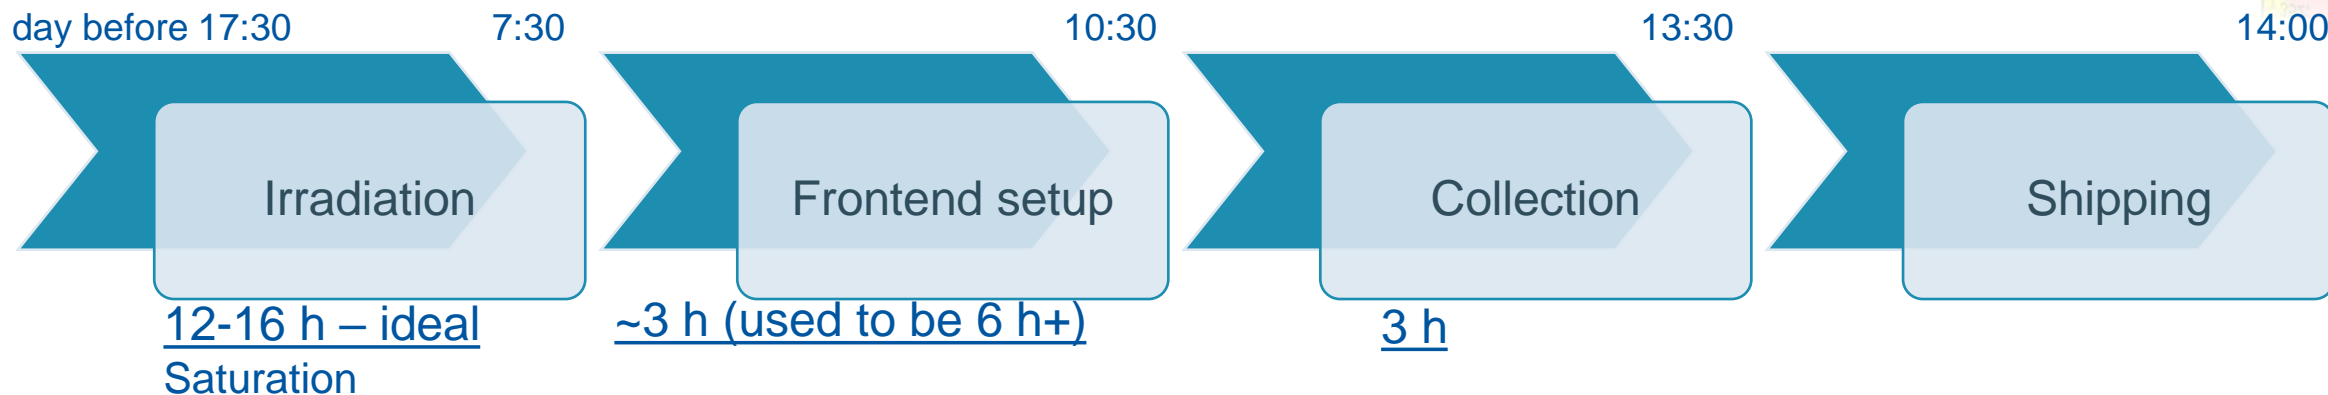 day before 17:30 7:30 10:30 13:30 14:00
Irradiation Frontend setup Collection Shipping
12-16 h – ideal ~3 h (used to be 6 h+) 3 h
Saturation